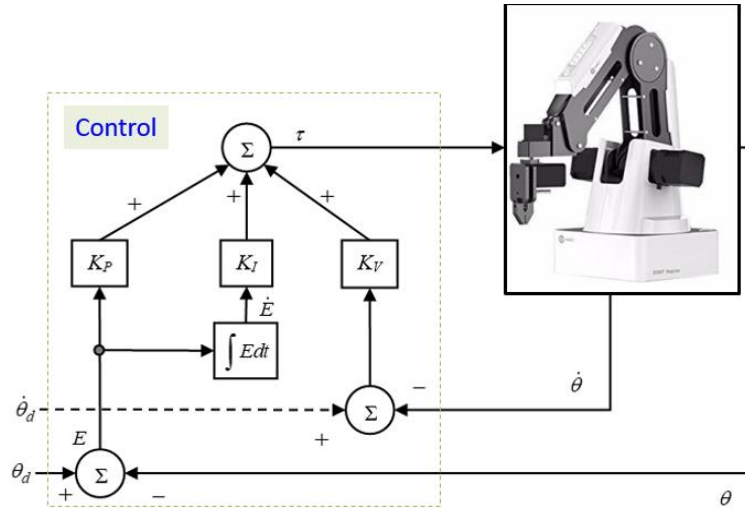 Control
Σ
τ
+
+
+
K_P
K_I
K_V
Ė
∫ Edt
θ̇_d
Σ
−
θ̇
+
E
θ_d
Σ
+
−
θ